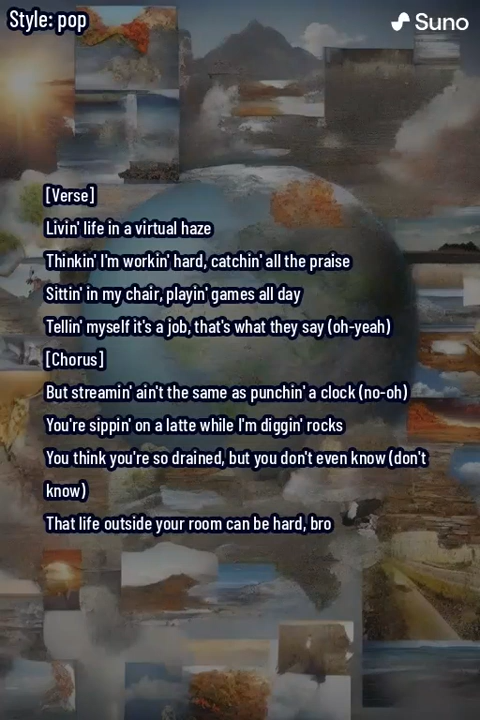 Style: pop
Suno
[Verse]
Livin' life in a virtual haze
Thinkin' I'm workin' hard, catchin' all the praise
Sittin' in my chair, playin' games all day
Tellin' myself it's a job, that's what they say (oh-yeah)
[Chorus]
But streamin' ain't the same as punchin' a clock (no-oh)
You're sippin' on a latte while I'm diggin' rocks
You think you're so drained, but you don't even know (don't
know)
That life outside your room can be hard, bro